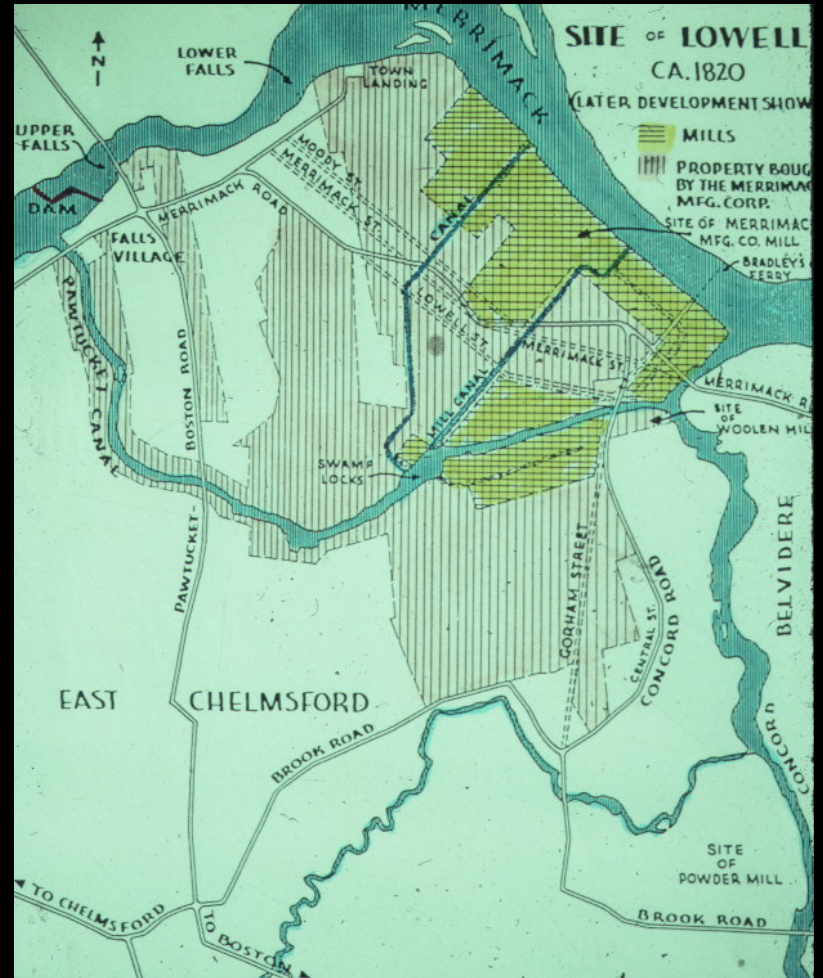 MERRIMACK
SITE OF LOWELL
CA. 1820
(LATER DEVELOPMENT SHOW
MILLS
PROPERTY BOUG
BY THE MERRIMAC
MFG. CORP.
N
LOWER
FALLS
TOWN
LANDING
UPPER
FALLS
DAM
MOODY ST.
MERRIMACK ST.
MERRIMACK ROAD
CANAL
SITE OF MERRIMAC
MFG. CO. MILL
BRADLEY'S
FERRY
FALLS
VILLAGE
PAWTUCKET CANAL
BOSTON ROAD
LOWELL ST.
MERRIMACK ST.
MILL CANAL
MERRIMACK R
SITE
OF
WOOLEN MIL
SWAMP
LOCKS
PAWTUCKET-
GORHAM STREET
CENTRAL ST.
CONCORD ROAD
BELVIDERE
EAST CHELMSFORD
BROOK ROAD
CONCORD
SITE
OF
POWDER MILL
TO CHELMSFORD
TO BOSTON
BROOK ROAD